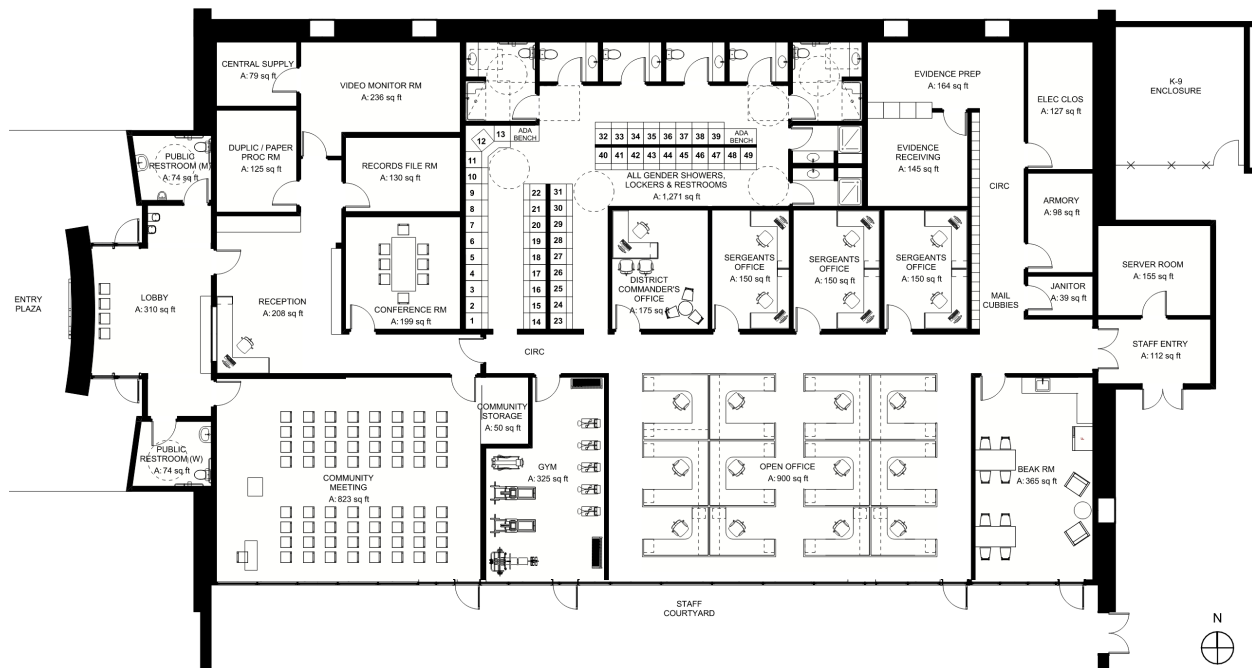 CENTRAL SUPPLY
A: 79 sq ft
VIDEO MONITOR RM
A: 236 sq ft
EVIDENCE PREP
A: 164 sq ft
ELEC CLOS
A: 127 sq ft
K-9
ENCLOSURE
DUPLIC / PAPER
PROC RM
A: 125 sq ft
PUBLIC
RESTROOM (M)
A: 74 sq ft
RECORDS FILE RM
A: 130 sq ft
13
ADA
BENCH
12
11
10
9
8
7
6
5
4
3
2
1
32 33 34 35 36 37 38 39
ADA
BENCH
40 41 42 43 44 45 46 47 48 49
ALL GENDER SHOWERS,
LOCKERS & RESTROOMS
A: 1,271 sq ft
22 31
21 30
20 29
19 28
18 27
17 26
16 25
15 24
14 23
EVIDENCE
RECEIVING
A: 145 sq ft
CIRC
ARMORY
A: 98 sq ft
SERVER ROOM
A: 155 sq ft
ENTRY
PLAZA
LOBBY
A: 310 sq ft
RECEPTION
A: 208 sq ft
CONFERENCE RM
A: 199 sq ft
DISTRICT
COMMANDER'S
OFFICE
A: 175 sq ft
SERGEANTS
OFFICE
A: 150 sq ft
SERGEANTS
OFFICE
A: 150 sq ft
SERGEANTS
OFFICE
A: 150 sq ft
MAIL
CUBBIES
JANITOR
A: 39 sq ft
STAFF ENTRY
A: 112 sq ft
CIRC
COMMUNITY
STORAGE
A: 50 sq ft
PUBLIC
RESTROOM (W)
A: 74 sq ft
COMMUNITY
MEETING
A: 823 sq ft
GYM
A: 325 sq ft
OPEN OFFICE
A: 900 sq ft
BEAK RM
A: 365 sq ft
STAFF
COURTYARD
N